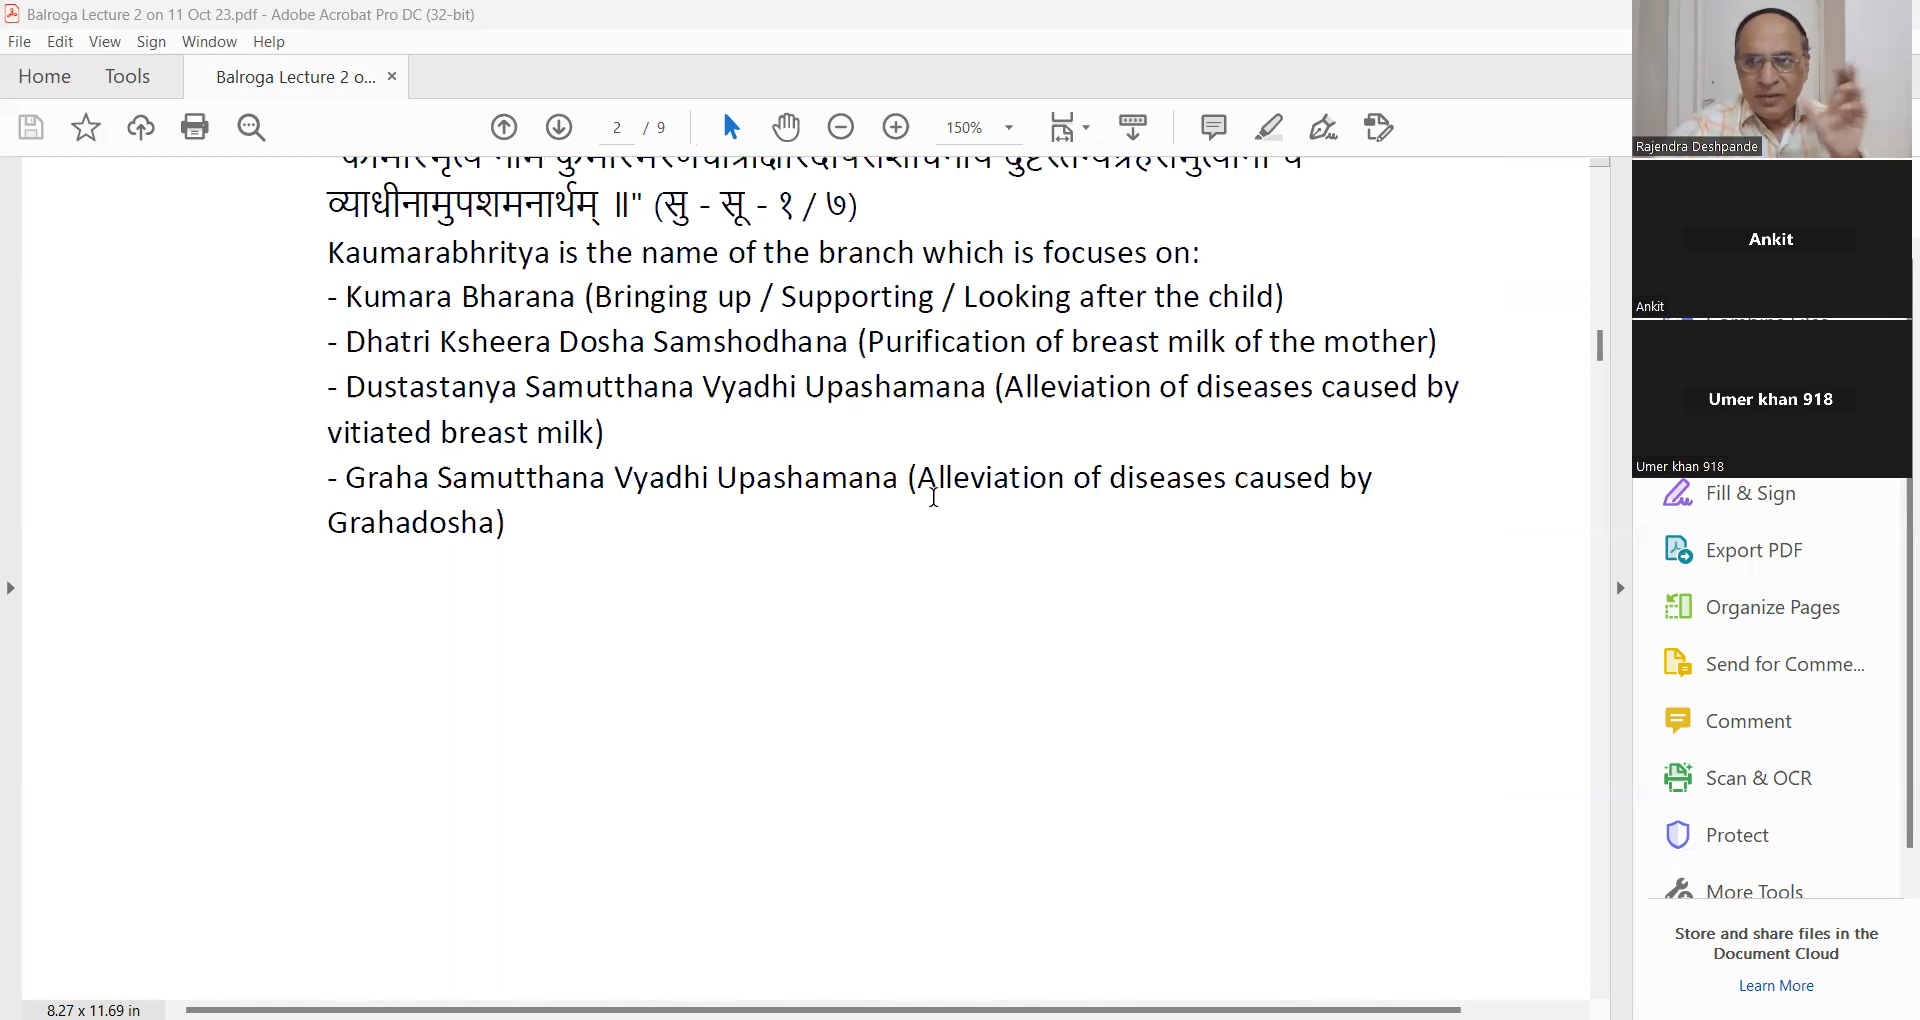 Balroga Lecture 2 on 11 Oct 23.pdf - Adobe Acrobat Pro DC (32-bit)
File Edit View Sign Window Help
Home Tools Balroga Lecture 2 o... ×
2 / 9 150%
व्याधीनामुपशमनार्थम् ॥" (सु - सू - १ / ७)
Kaumarabhritya is the name of the branch which is focuses on:
- Kumara Bharana (Bringing up / Supporting / Looking after the child)
- Dhatri Ksheera Dosha Samshodhana (Purification of breast milk of the mother)
- Dustastanya Samutthana Vyadhi Upashamana (Alleviation of diseases caused by
vitiated breast milk)
- Graha Samutthana Vyadhi Upashamana (Alleviation of diseases caused by
Grahadosha)
8.27 x 11.69 in
Rajendra Deshpande
Ankit
Ankit
Umer khan 918
Umer khan 918
Fill & Sign
Export PDF
Organize Pages
Send for Comme...
Comment
Scan & OCR
Protect
More Tools
Store and share files in the
Document Cloud
Learn More